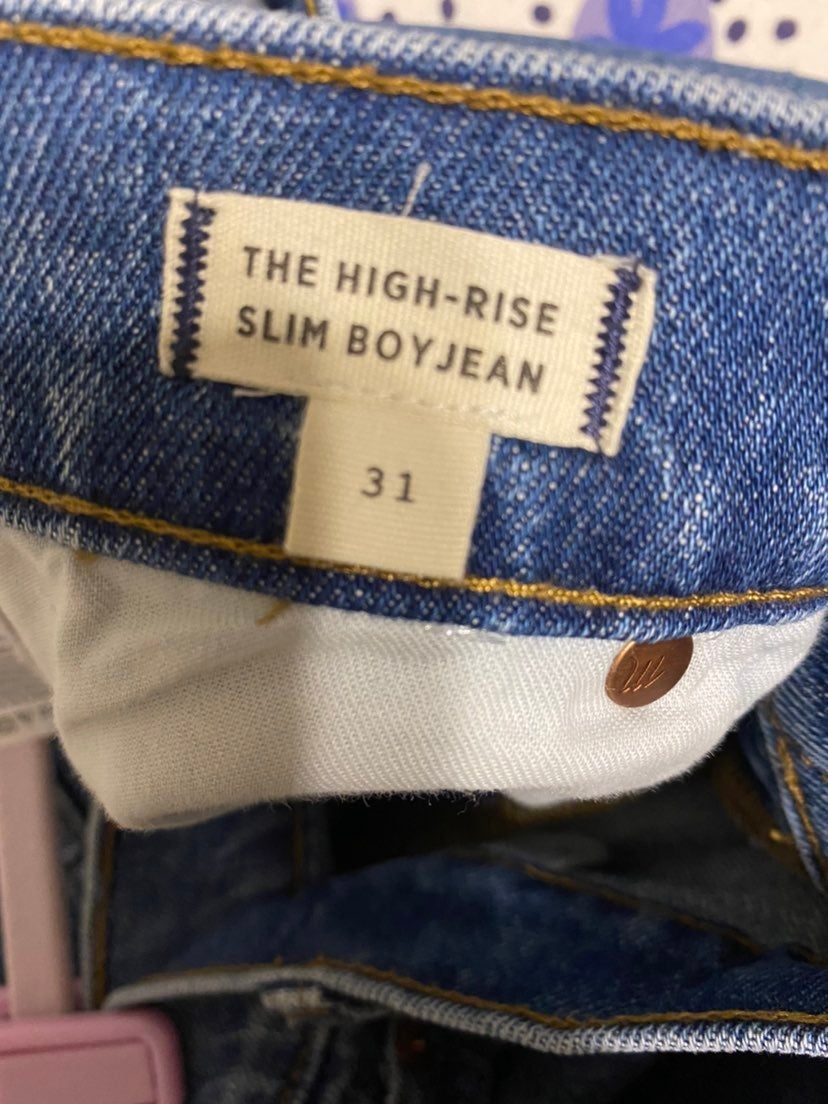 THE HIGH-RISE
SLIM BOYJEAN
31
m